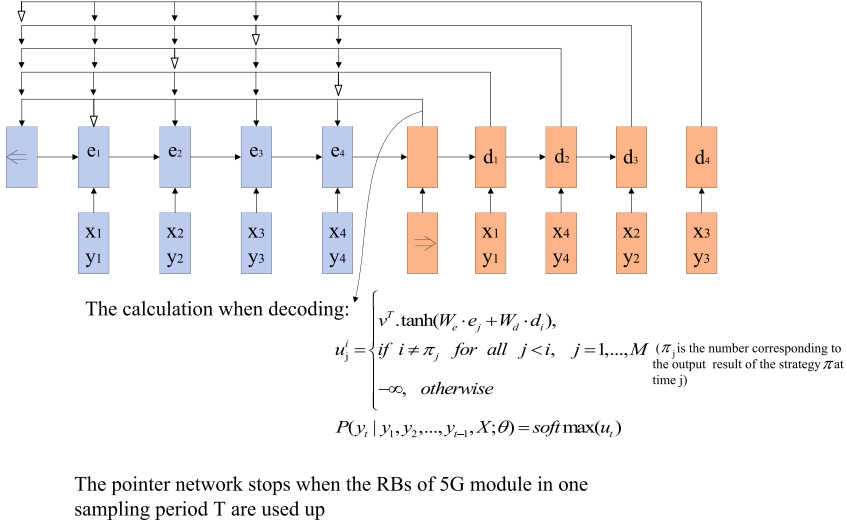 ⇐ e1 e2 e3 e4 d1 d2 d3 d4
x1 x2 x3 x4 ⇒ x1 x4 x2 x3
y1 y2 y3 y4 y1 y4 y2 y3
The calculation when decoding:
v^T.tanh(W_e·e_j+W_d·d_i),
u_j^i={if i≠π_j for all j<i, j=1,...,M
−∞, otherwise
(π_j is the number corresponding to
the output result of the strategy π at
time j)
P(y_t|y_1,y_2,...,y_{t−1},X;θ)=softmax(u_t)
The pointer network stops when the RBs of 5G module in one
sampling period T are used up